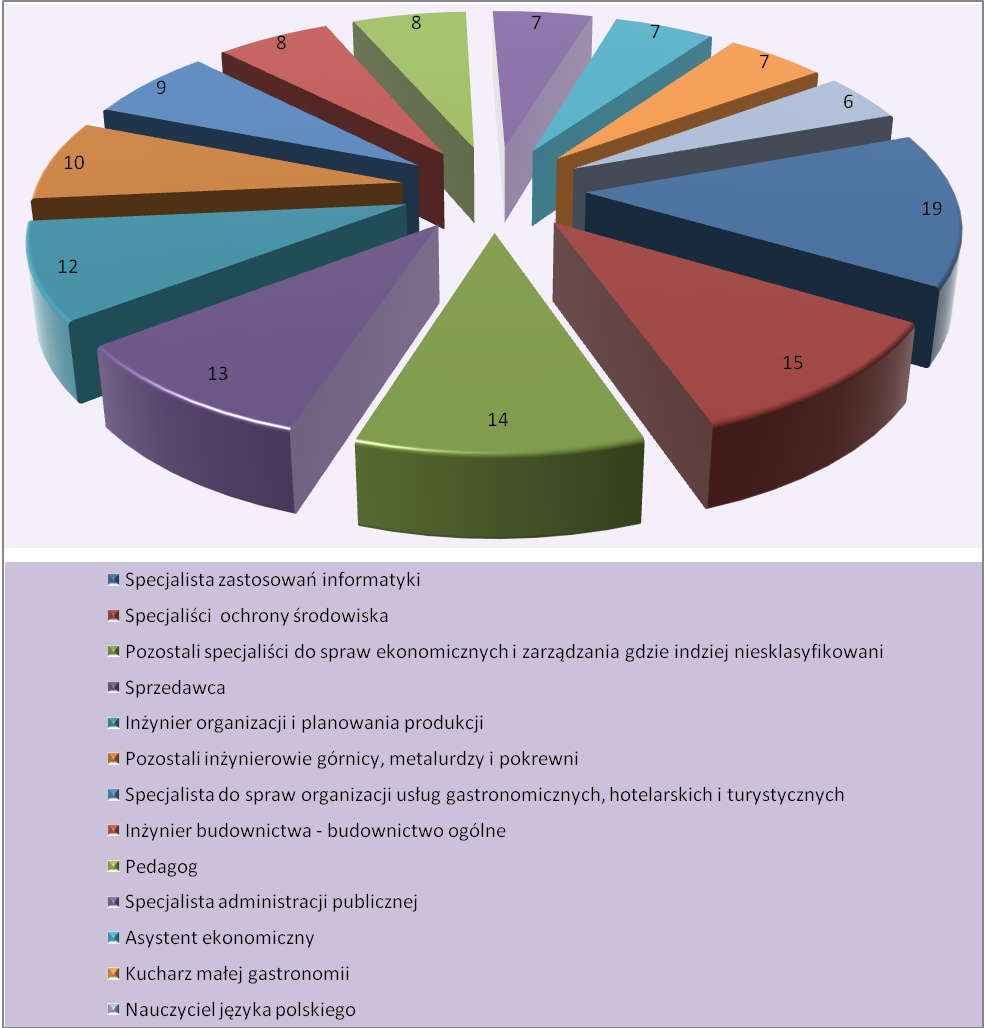 8
7
8
7
7
9
6
10
19
12
15
13
14
Specjalista zastosowań informatyki
Specjaliści  ochrony środowiska
Pozostali specjaliści do spraw ekonomicznych i zarządzania gdzie indziej niesklasyfikowani
Sprzedawca
Inżynier organizacji i planowania produkcji
Pozostali inżynierowie górnicy, metalurdzy i pokrewni
Specjalista do spraw organizacji usług gastronomicznych, hotelarskich i turystycznych
Inżynier budownictwa - budownictwo ogólne
Pedagog
Specjalista administracji publicznej
Asystent ekonomiczny
Kucharz małej gastronomii
Nauczyciel języka polskiego